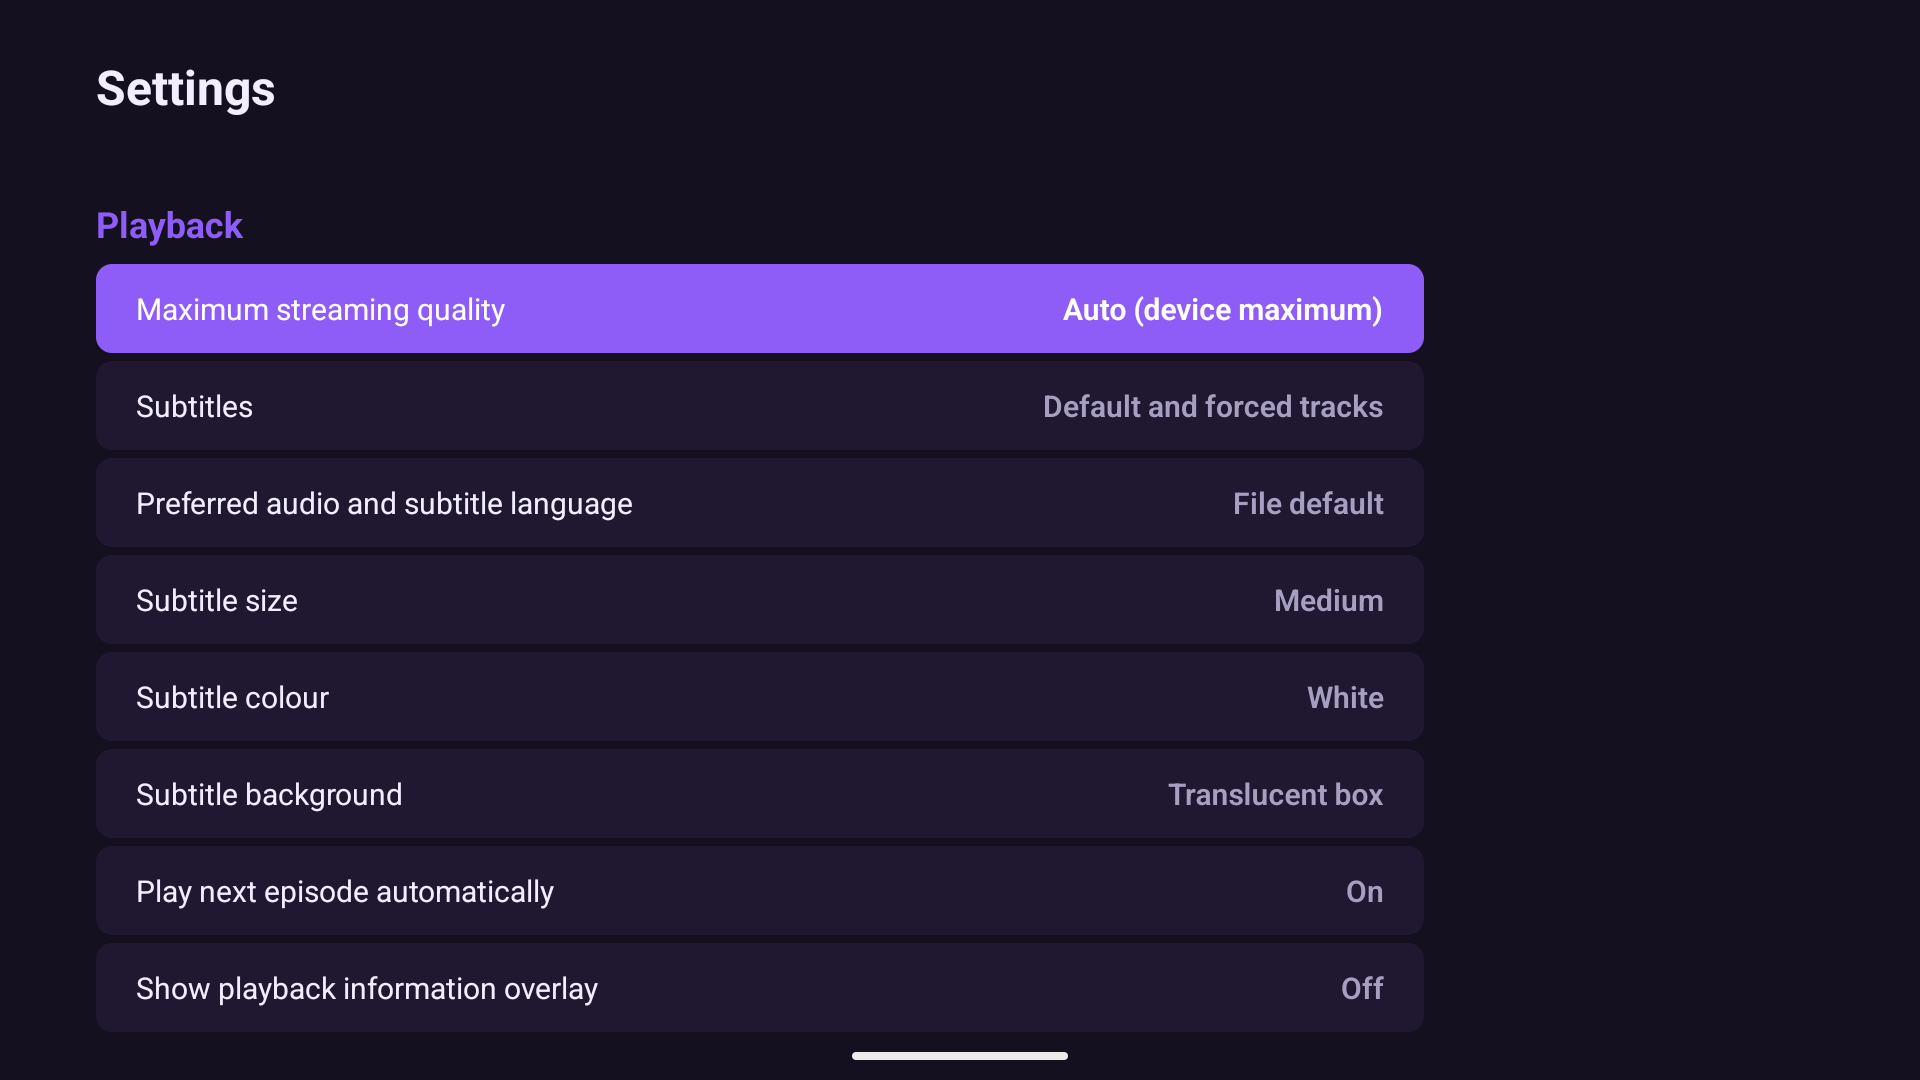 Settings
Playback
Maximum streaming quality Auto (device maximum)
Subtitles Default and forced tracks
Preferred audio and subtitle language File default
Subtitle size Medium
Subtitle colour White
Subtitle background Translucent box
Play next episode automatically On
Show playback information overlay Off